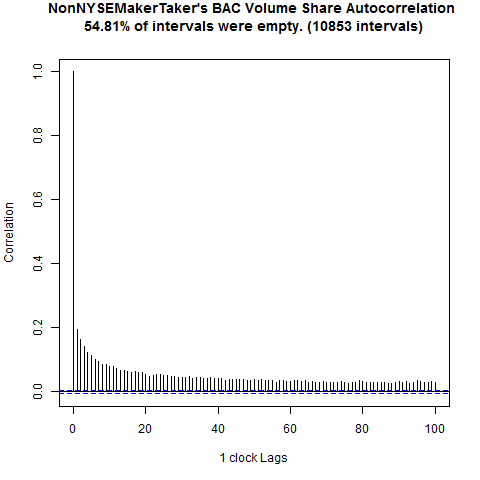 NonNYSEMakerTaker's BAC Volume Share Autocorrelation
54.81% of intervals were empty. (10853 intervals)
1.0
0.8
0.6
0.4
0.2
0.0
Correlation
0 20 40 60 80 100
1 clock Lags